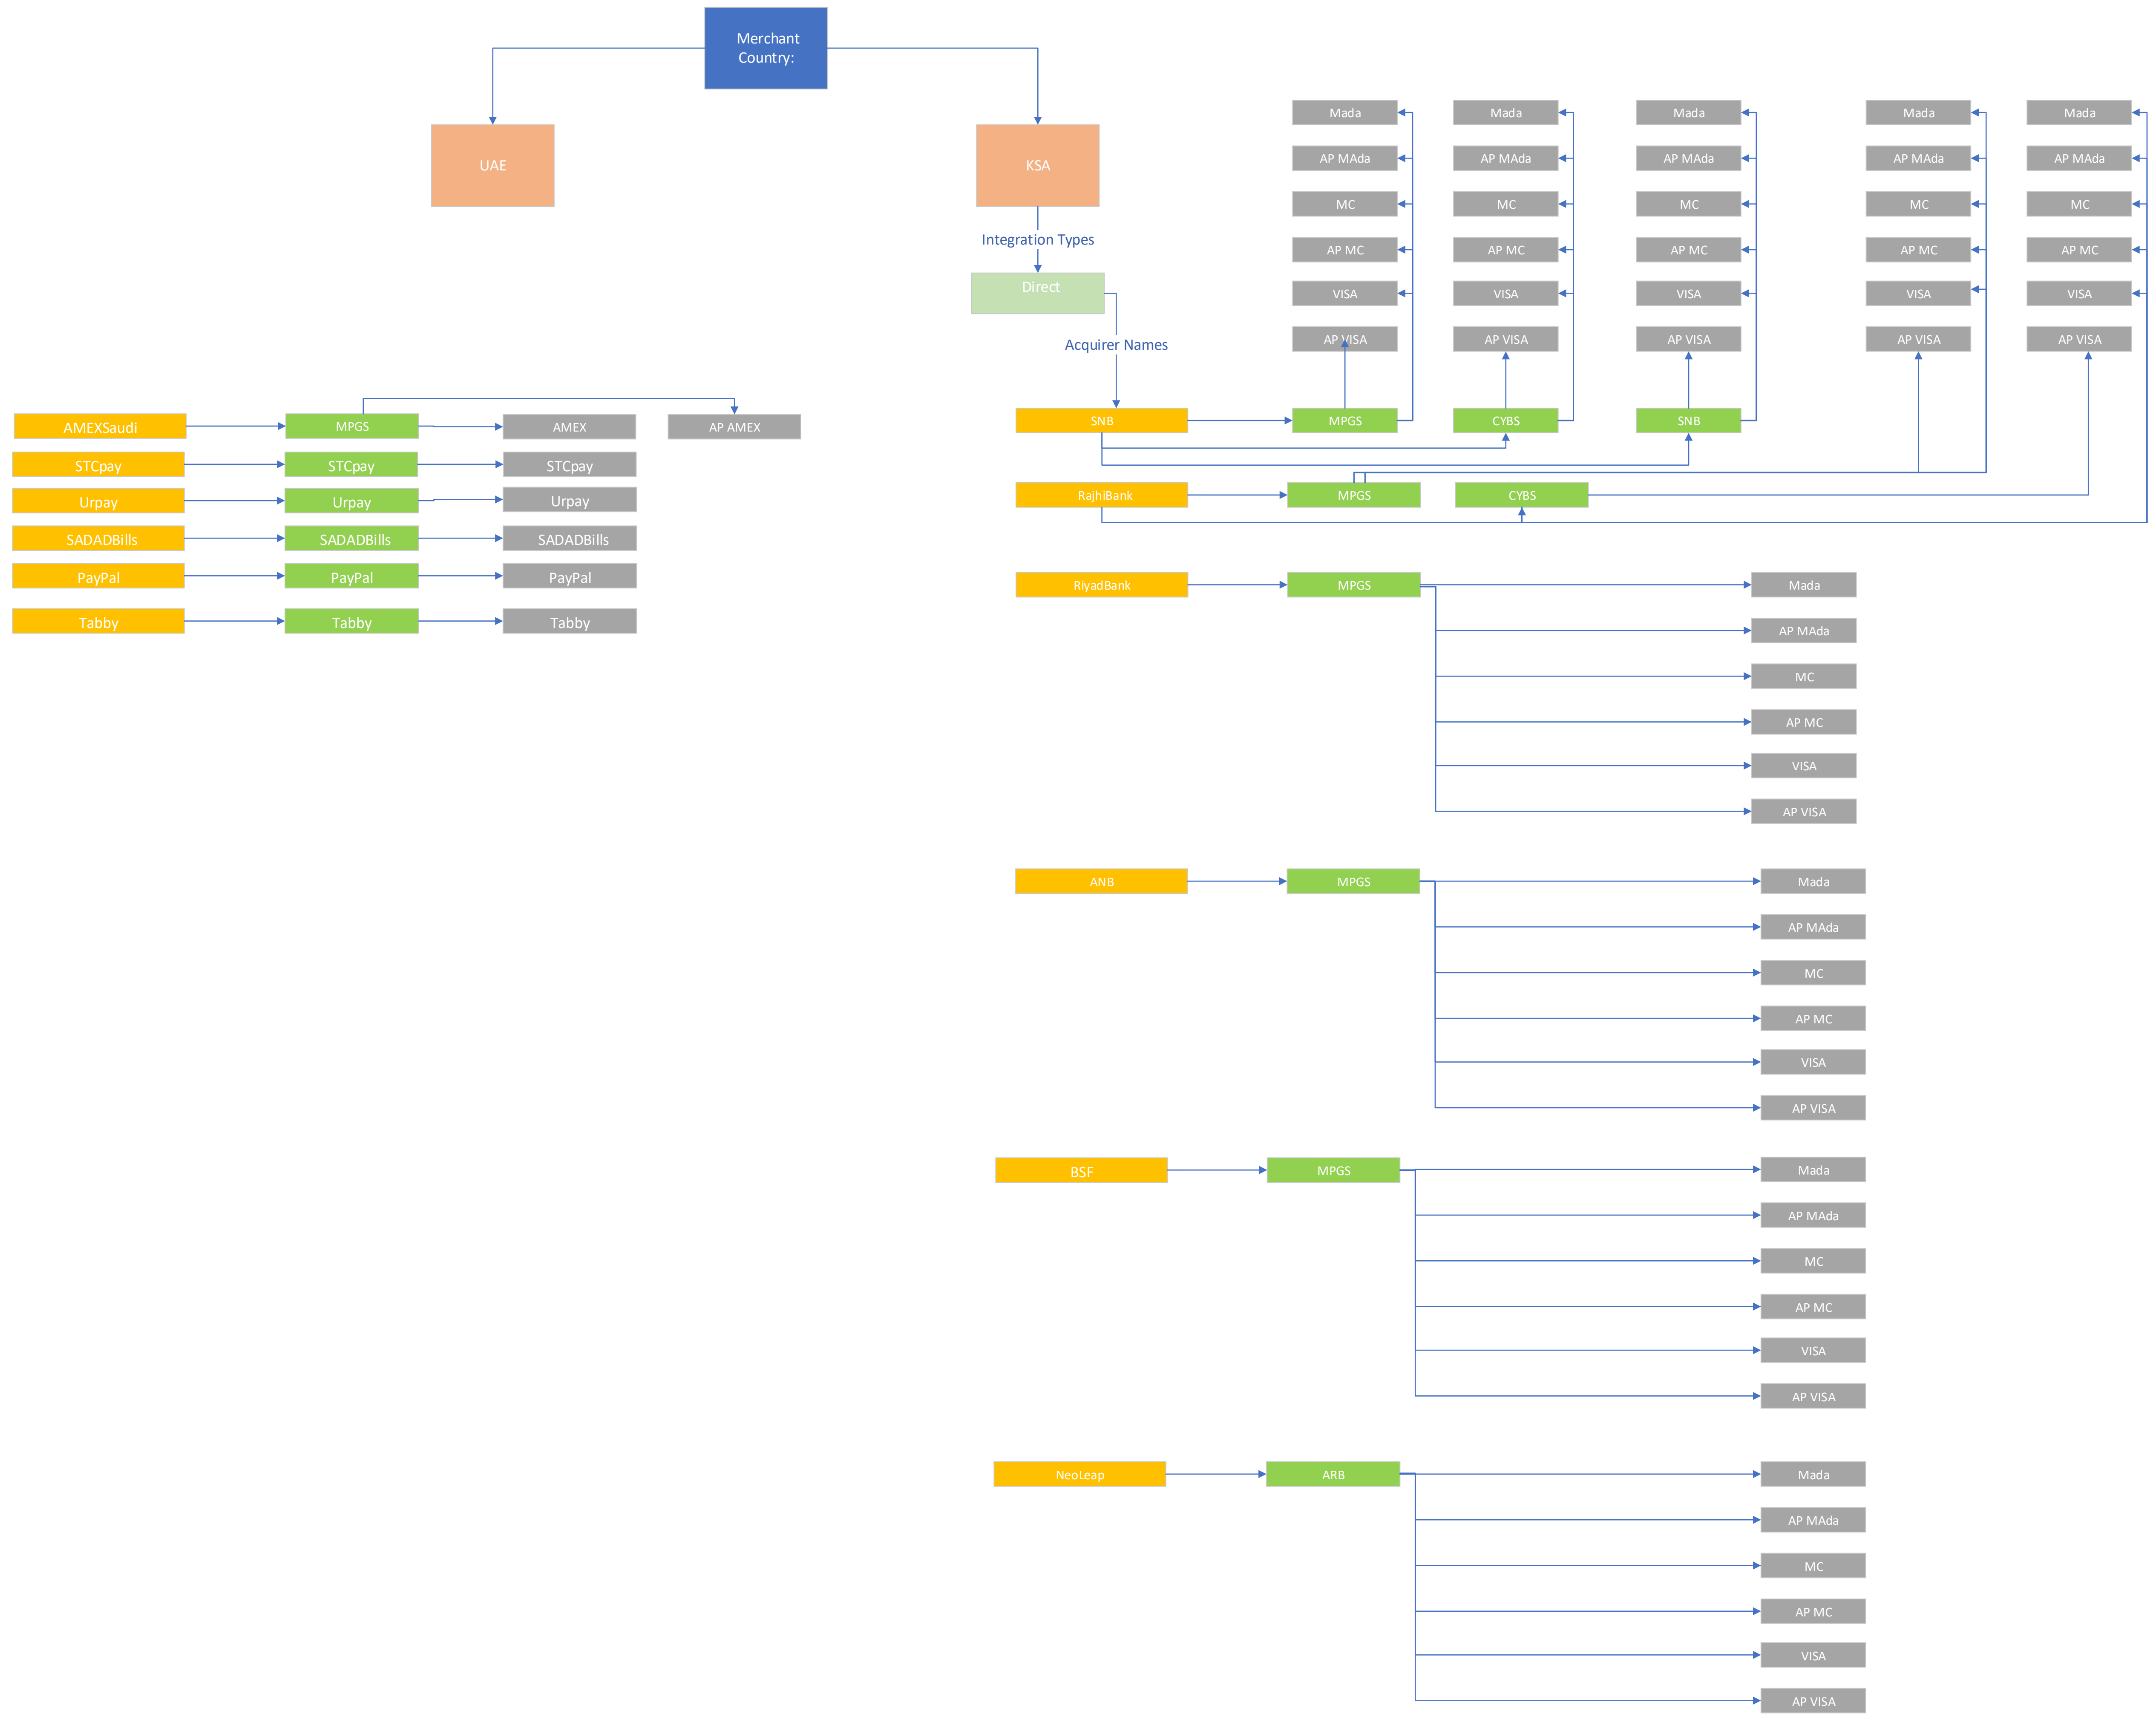 Merchant
Country:
UAE
KSA
Integration Types
Direct
Acquirer Names
Mada
Mada
Mada
Mada
Mada
AP MAda
AP MAda
AP MAda
AP MAda
AP MAda
MC
MC
MC
MC
MC
AP MC
AP MC
AP MC
AP MC
AP MC
VISA
VISA
VISA
VISA
VISA
AP VISA
AP VISA
AP VISA
AP VISA
AP VISA
SNB
MPGS
CYBS
SNB
RajhiBank
MPGS
CYBS
AMEXSaudi
MPGS
AMEX
AP AMEX
STCpay
STCpay
STCpay
Urpay
Urpay
Urpay
SADADBills
SADADBills
SADADBills
PayPal
PayPal
PayPal
Tabby
Tabby
Tabby
RiyadBank
MPGS
Mada
AP MAda
MC
AP MC
VISA
AP VISA
ANB
MPGS
Mada
AP MAda
MC
AP MC
VISA
AP VISA
BSF
MPGS
Mada
AP MAda
MC
AP MC
VISA
AP VISA
NeoLeap
ARB
Mada
AP MAda
MC
AP MC
VISA
AP VISA